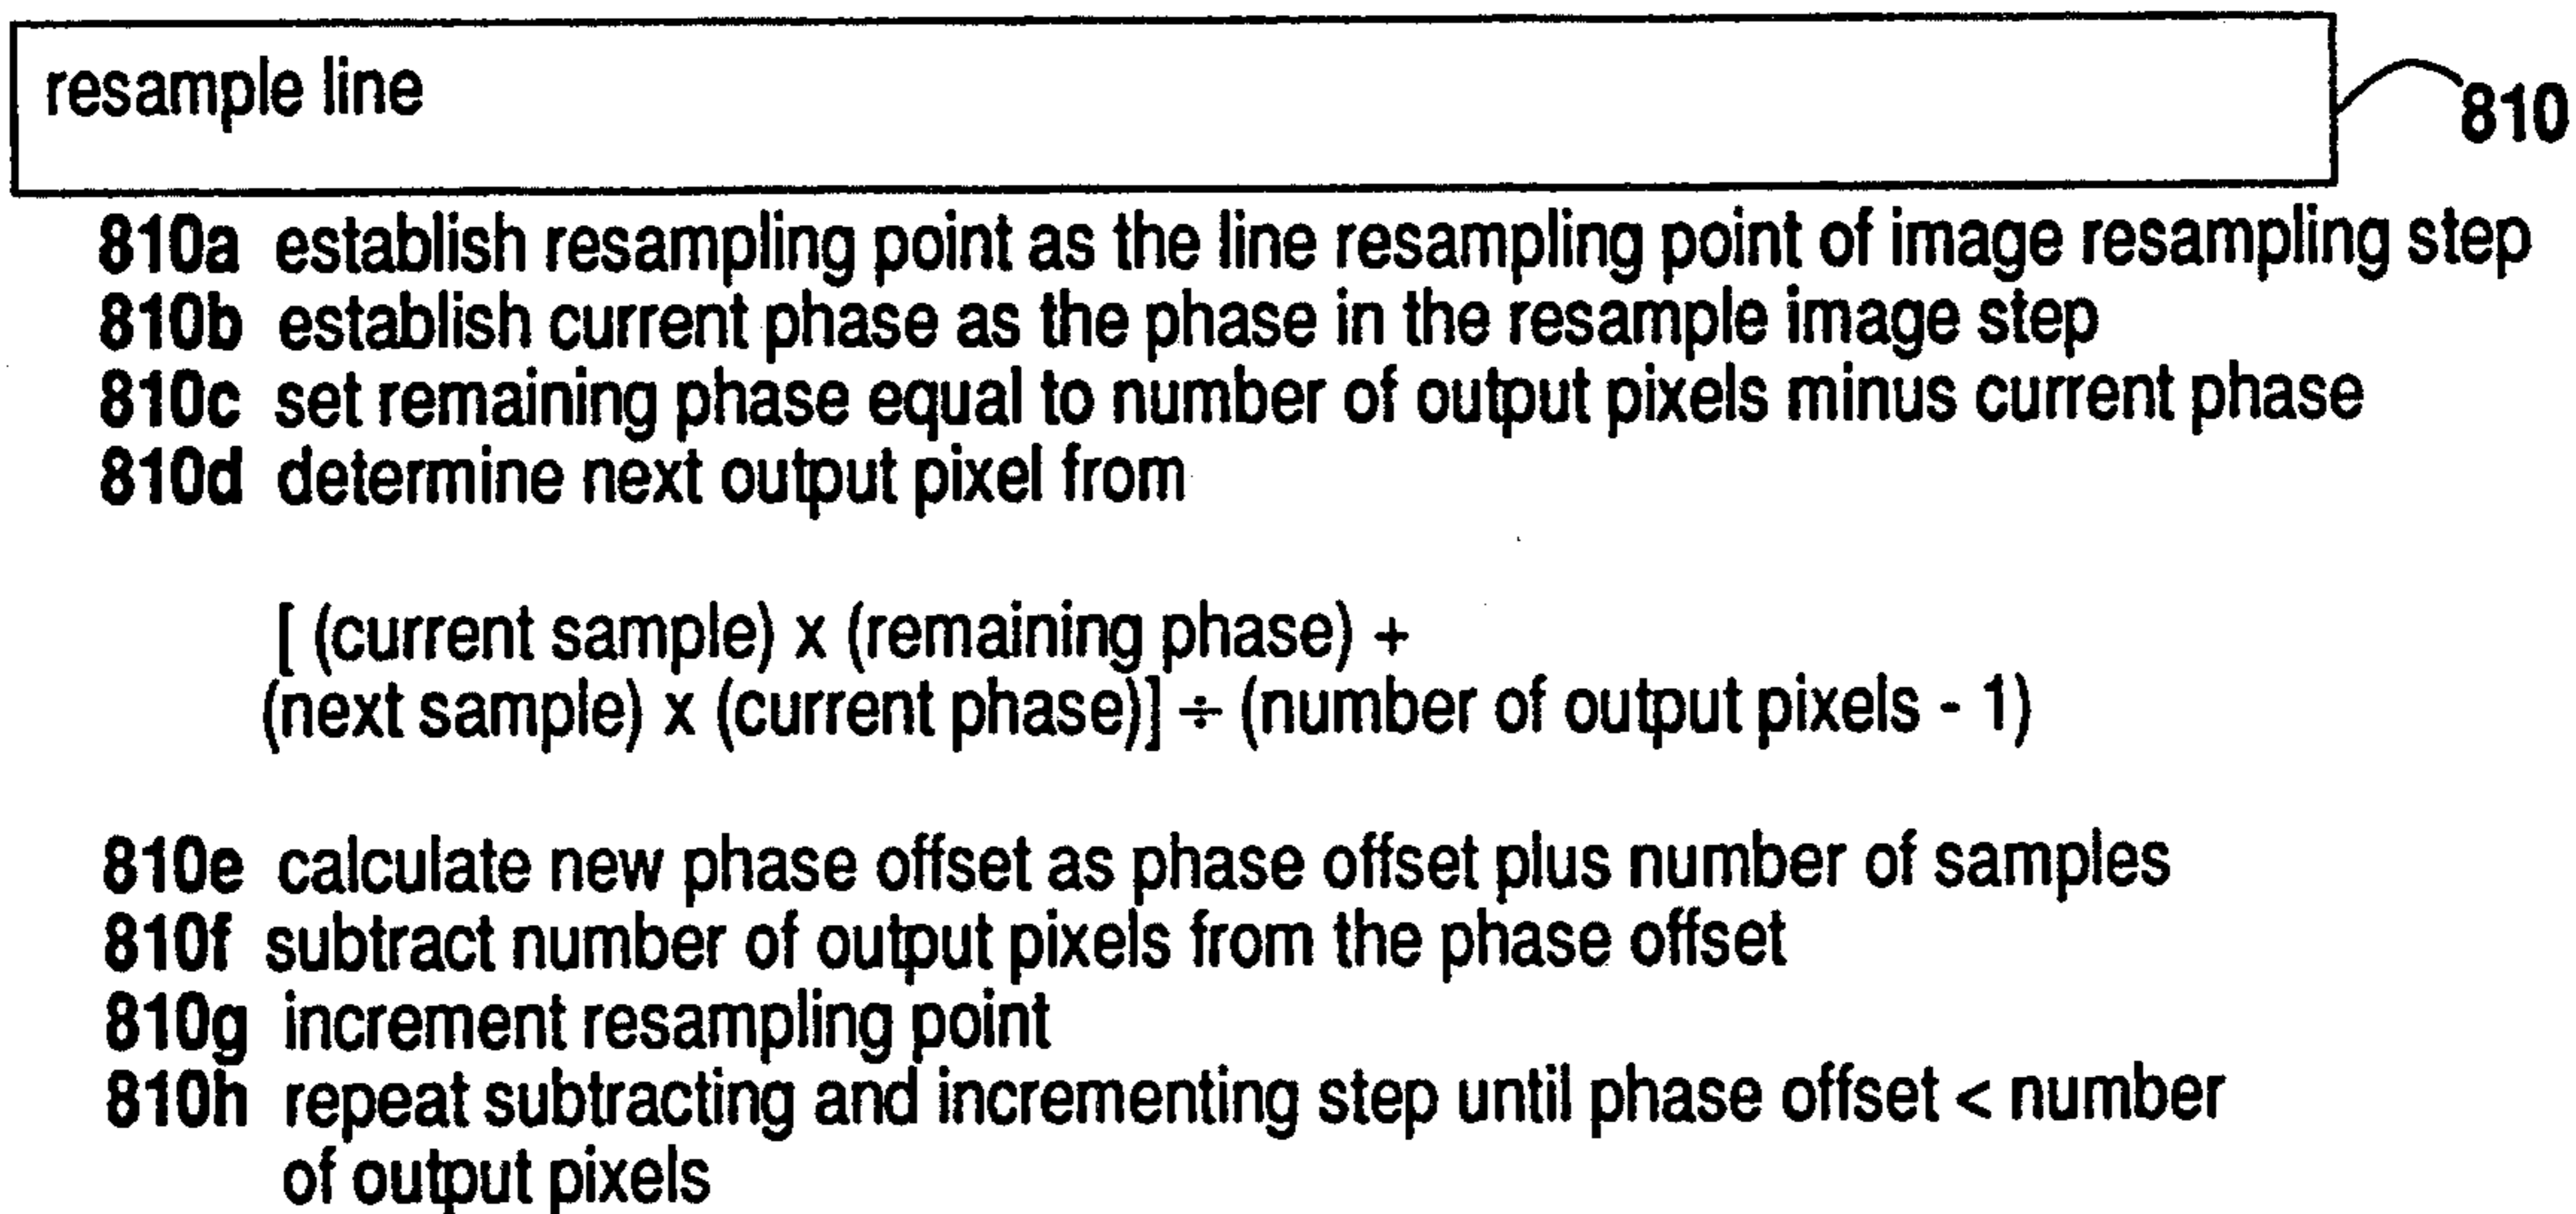 resample line
810
810a establish resampling point as the line resampling point of image resampling step
810b establish current phase as the phase in the resample image step
810c set remaining phase equal to number of output pixels minus current phase
810d determine next output pixel from
[ (current sample) x (remaining phase) +
(next sample) x (current phase)] ÷ (number of output pixels - 1)
810e calculate new phase offset as phase offset plus number of samples
810f subtract number of output pixels from the phase offset
810g increment resampling point
810h repeat subtracting and incrementing step until phase offset < number
of output pixels